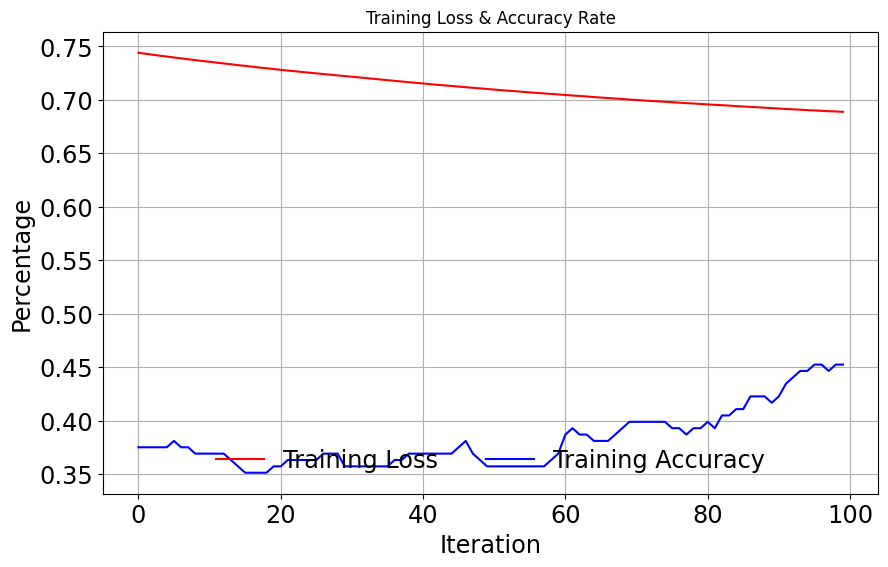 Training Loss & Accuracy Rate
0.75
0.70
0.65
0.60
0.55
0.50
0.45
0.40
0.35
Percentage
Training Loss Training Accuracy
0 20 40 60 80 100
Iteration